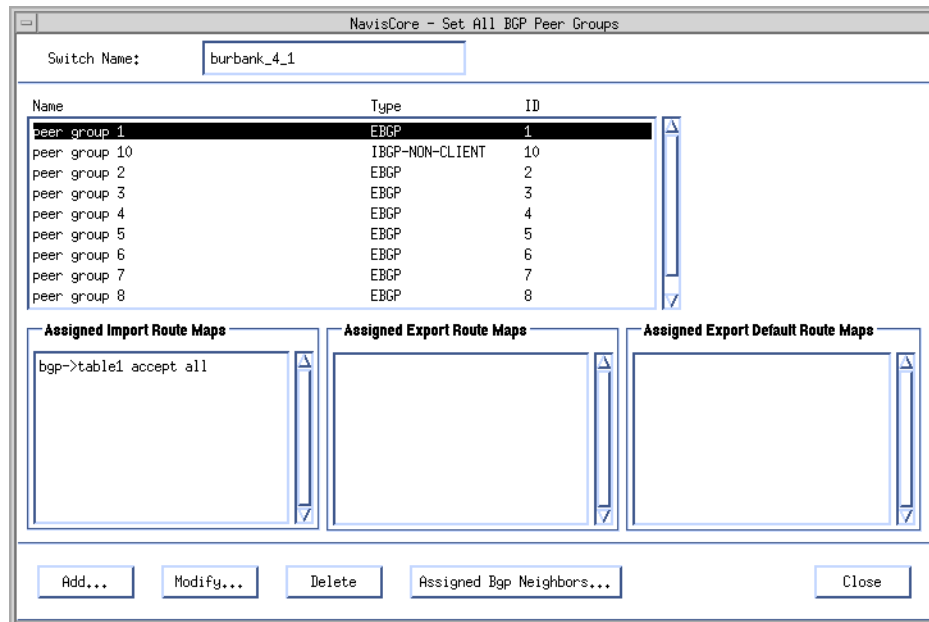 NavisCore - Set All BGP Peer Groups
Switch Name: burbank_4_1
Name Type ID
peer group 1 EBGP 1
peer group 10 IBGP-NON-CLIENT 10
peer group 2 EBGP 2
peer group 3 EBGP 3
peer group 4 EBGP 4
peer group 5 EBGP 5
peer group 6 EBGP 6
peer group 7 EBGP 7
peer group 8 EBGP 8
Assigned Import Route Maps Assigned Export Route Maps Assigned Export Default Route Maps
bgp->table1 accept all
Add... Modify... Delete Assigned Bgp Neighbors... Close